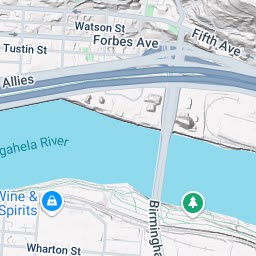 Watson St
Forbes Ave
Fifth Ave
Tustin St
Allies
gahela River
Wine &
Spirits
Birmingha
Wharton St